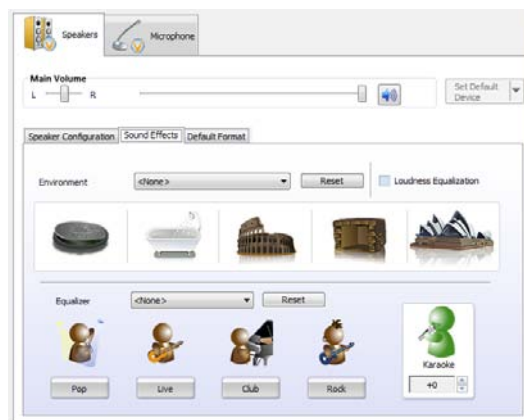 Speakers
Microphone
Main Volume
L R
Set Default
Device
Speaker Configuration Sound Effects Default Format
Environment <None> Reset Loudness Equalization
Equalizer <None> Reset
Karaoke
Pop Live Club Rock +0